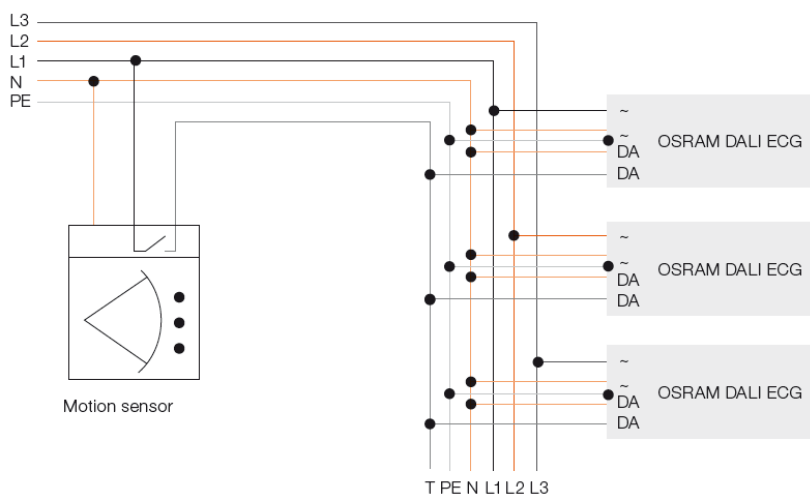 L3
L2
L1
N
PE
~
~
DA
DA
OSRAM DALI ECG
~
~
DA
DA
OSRAM DALI ECG
~
~
DA
DA
OSRAM DALI ECG
Motion sensor
T PE N L1 L2 L3